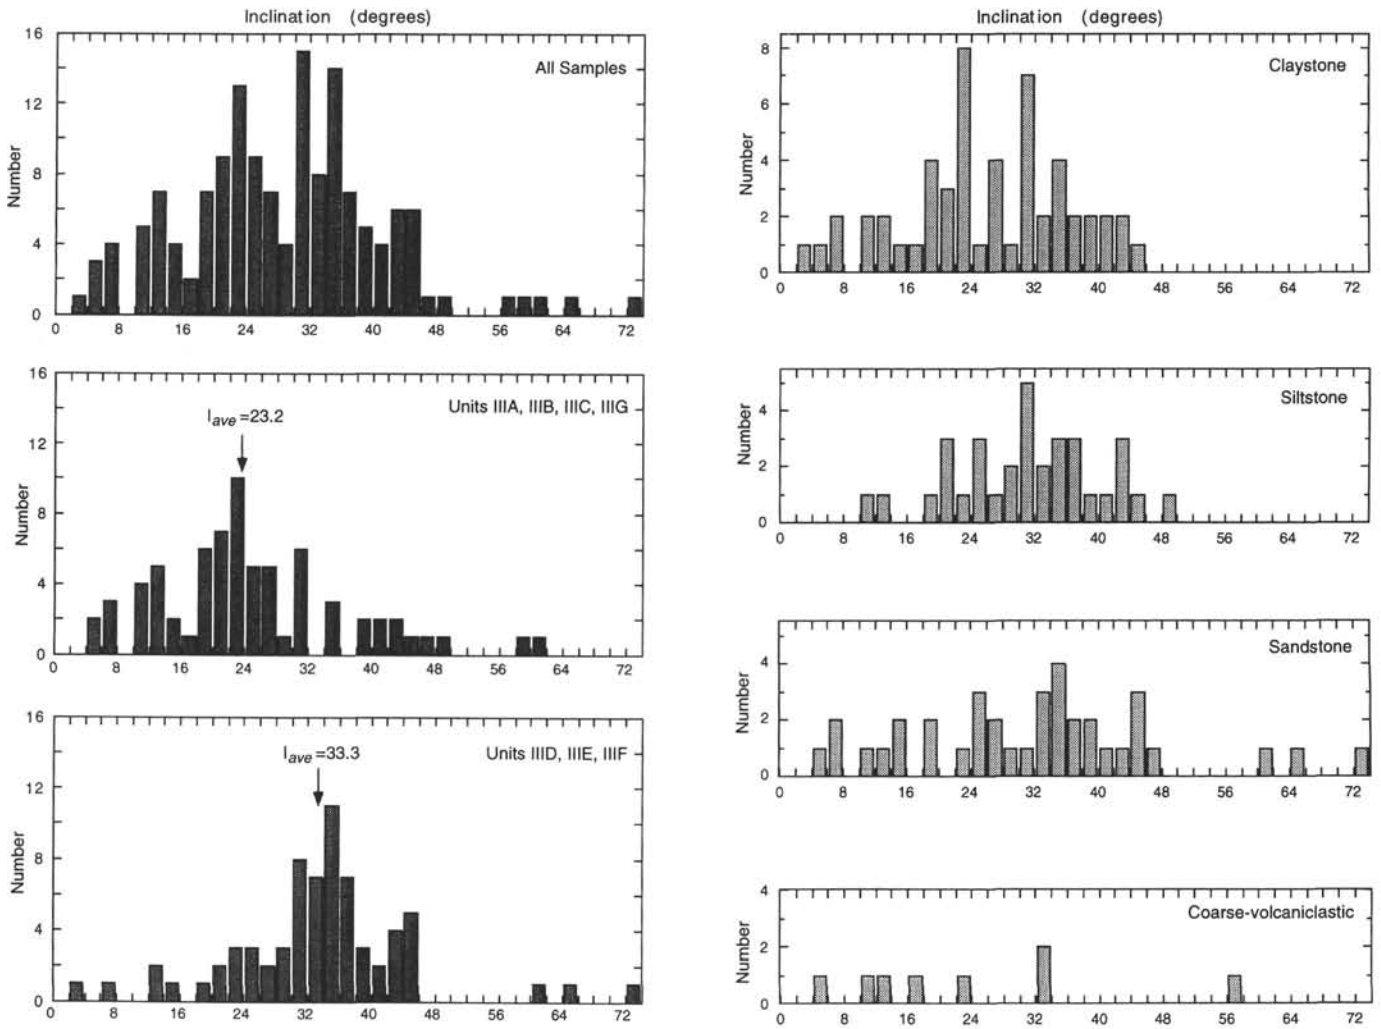 Inclination (degrees)
16
12
8
4
0
Number
All Samples
0 8 16 24 32 40 48 56 64 72
16
12
8
4
0
Number
Iave =23.2
Units IIIA, IIIB, IIIC, IIIG
0 8 16 24 32 40 48 56 64 72
16
12
8
4
0
Number
Iave =33.3
Units IIID, IIIE, IIIF
0 8 16 24 32 40 48 56 64 72
Inclination (degrees)
8
6
4
2
0
Number
Claystone
0 8 16 24 32 40 48 56 64 72
4
2
0
Number
Siltstone
0 8 16 24 32 40 48 56 64 72
4
2
0
Number
Sandstone
0 8 16 24 32 40 48 56 64 72
4
2
0
Number
Coarse-volcaniclastic
0 8 16 24 32 40 48 56 64 72